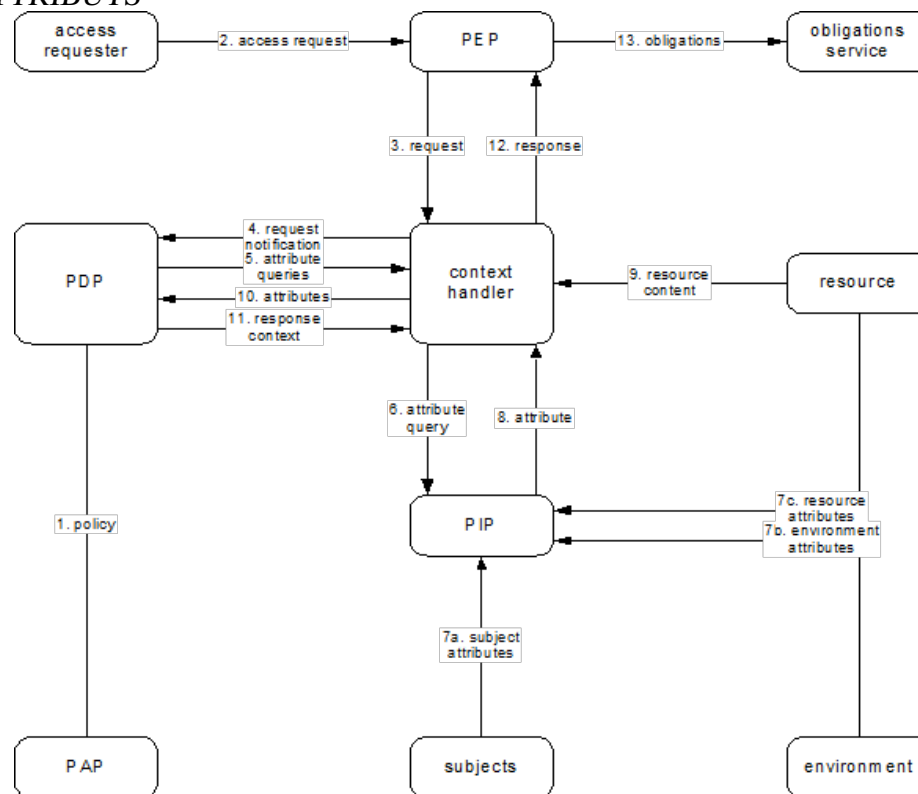 TTRIBUTS
access
requester
2. access request
PEP
13. obligations
obligations
service
3. request
12. response
4. request
notification
5. attribute
queries
10. attributes
11. response
context
PDP
context
handler
9. resource
content
resource
6. attribute
query
8. attribute
1. policy
PIP
7c. resource
attributes
7b. environment
attributes
7a. subject
attributes
PAP
subjects
environment